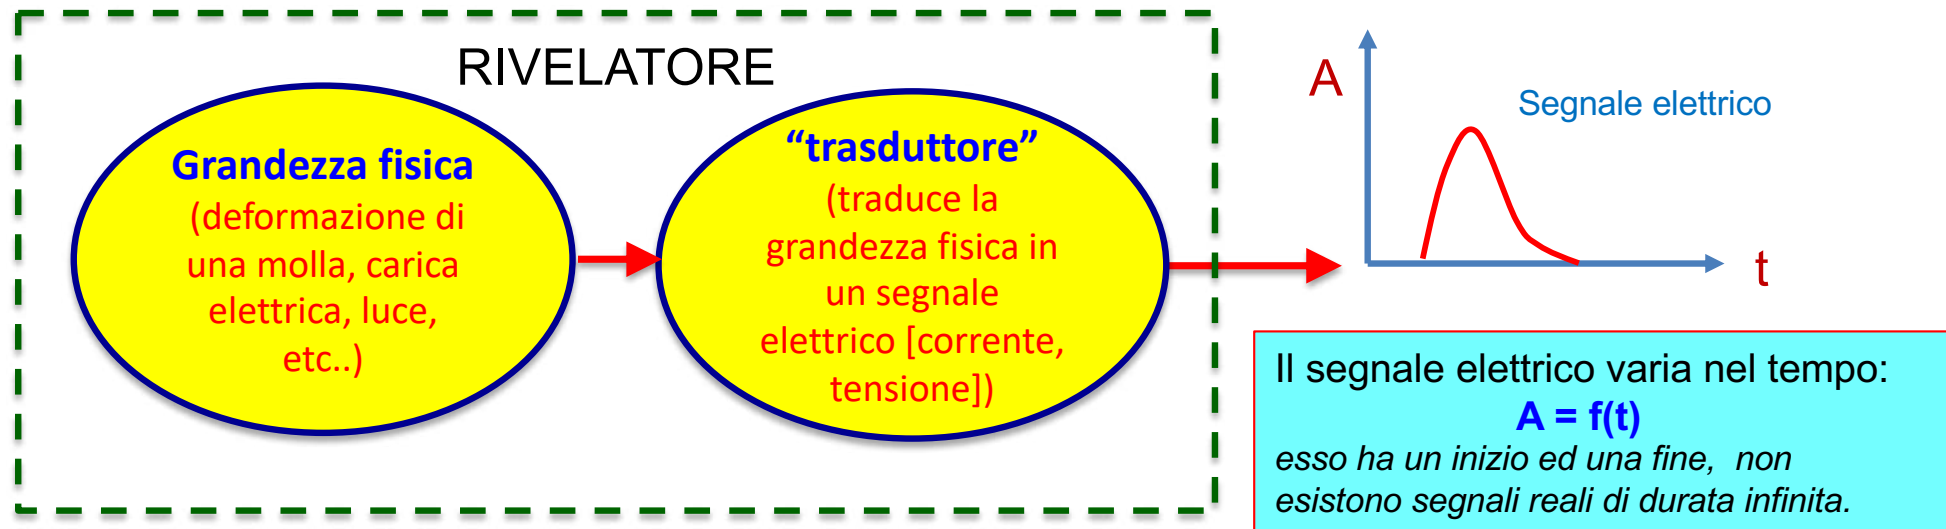 RIVELATORE
Grandezza fisica
(deformazione di
una molla, carica
elettrica, luce,
etc..)
“trasduttore”
(traduce la
grandezza fisica in
un segnale
elettrico [corrente,
tensione])
A
Segnale elettrico
t
Il segnale elettrico varia nel tempo:
A = f(t)
esso ha un inizio ed una fine, non
esistono segnali reali di durata infinita.